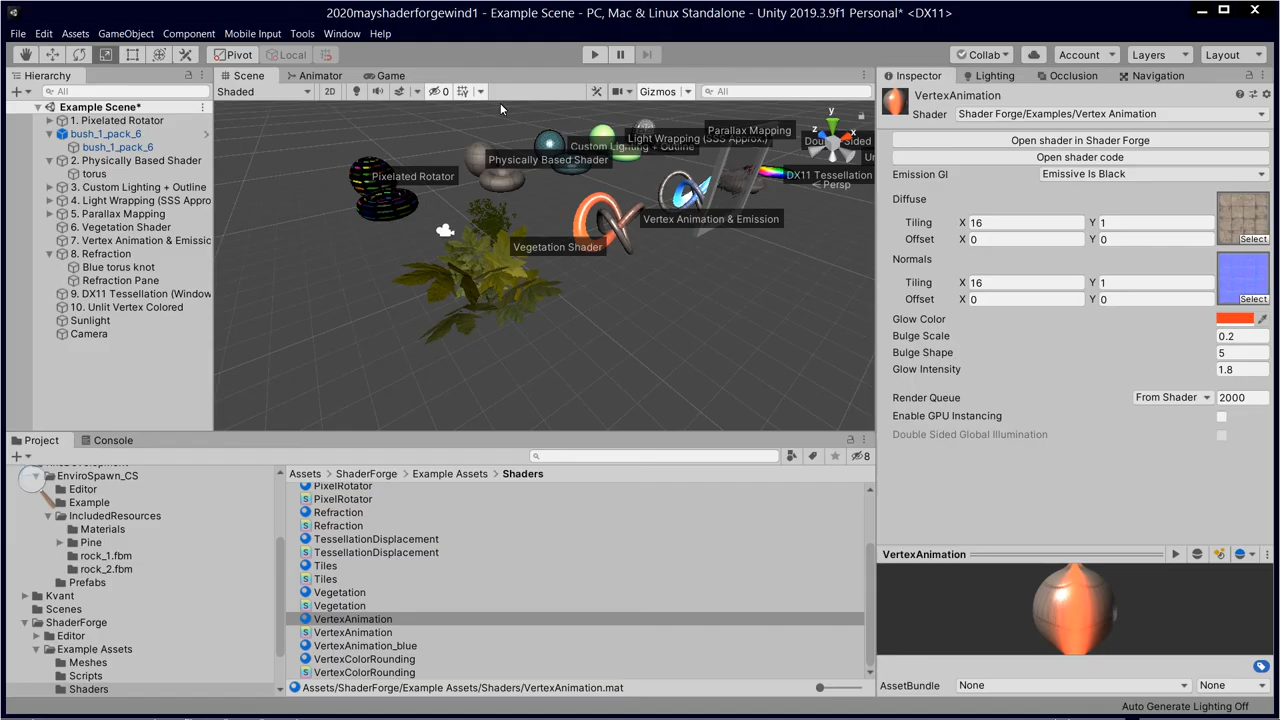 2020mayshaderforgewind1 - Example Scene - PC, Mac & Linux Standalone - Unity 2019.3.9f1 Personal* <DX11>
File Edit Assets GameObject Component Mobile Input Tools Window Help
Pivot Local Collab Account Layers Layout
Hierarchy
All
Example Scene*
1. Pixelated Rotator
bush_1_pack_6
bush_1_pack_6
2. Physically Based Shader
torus
3. Custom Lighting + Outline
4. Light Wrapping (SSS Appro
5. Parallax Mapping
6. Vegetation Shader
7. Vertex Animation & Emissic
8. Refraction
Blue torus knot
Refraction Pane
9. DX11 Tessellation (Window
10. Unlit Vertex Colored
Sunlight
Camera
Scene Animator Game
Shaded 2D 0 Gizmos All
Parallax Mapping
Light Wrapping (SSS Approx.)
Custom Lighting + Outline
Physically Based Shader
Pixelated Rotator
DX11 Tessellation
Vertex Animation & Emission
Vegetation Shader
y
x
Persp
Inspector Lighting Occlusion Navigation
VertexAnimation
Shader Shader Forge/Examples/Vertex Animation
Open shader in Shader Forge
Open shader code
Emission GI Emissive Is Black
Diffuse
Tiling X 16 Y 1
Offset X 0 Y 0
Select
Normals
Tiling X 16 Y 1
Offset X 0 Y 0
Select
Glow Color
Bulge Scale 0.2
Bulge Shape 5
Glow Intensity 1.8
Render Queue From Shader 2000
Enable GPU Instancing
Double Sided Global Illumination
VertexAnimation
AssetBundle None None
Auto Generate Lighting Off
Project Console
8
EnviroSpawn_CS
Editor
Example
IncludedResources
Materials
Pine
rock_1.fbm
rock_2.fbm
Prefabs
Kvant
Scenes
ShaderForge
Editor
Example Assets
Meshes
Scripts
Shaders
Assets ShaderForge Example Assets Shaders
PixelRotator
PixelRotator
Refraction
Refraction
TessellationDisplacement
TessellationDisplacement
Tiles
Tiles
Vegetation
Vegetation
VertexAnimation
VertexAnimation
VertexAnimation_blue
VertexColorRounding
VertexColorRounding
Assets/ShaderForge/Example Assets/Shaders/VertexAnimation.mat